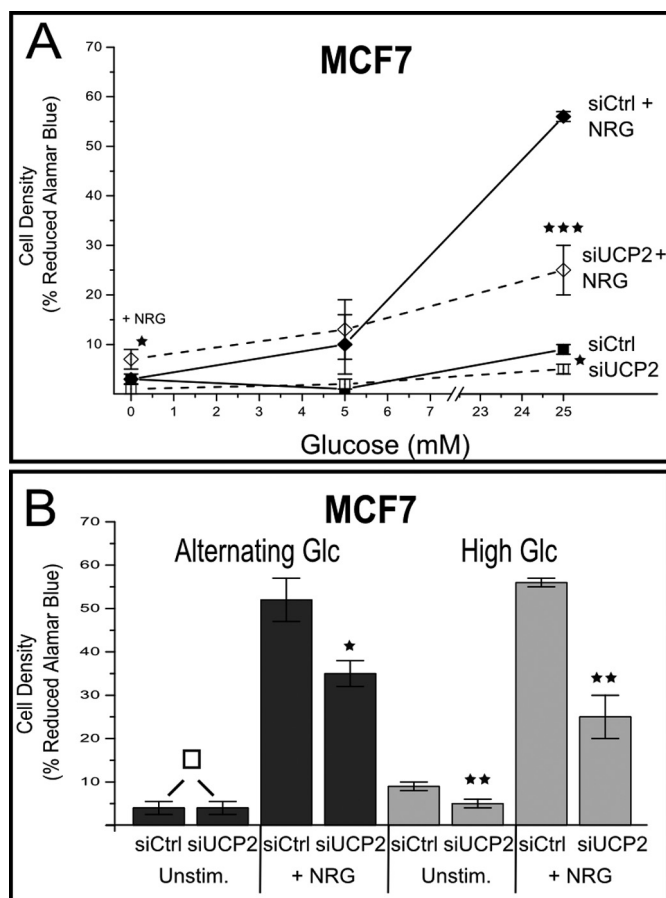 A
MCF7
Cell Density
(% Reduced Alamar Blue)
70
60
50
40
30
20
10
siCtrl +
NRG
★★★
siUCP2+
NRG
+ NRG
★
siCtrl
★
siUCP2
0 1 2 3 4 5 6 7 23 24 25
Glucose (mM)
B
MCF7
Cell Density
(% Reduced Alamar Blue)
70
60
50
40
30
20
10
Alternating Glc High Glc
★
★★
★★
siCtrl siUCP2 siCtrl siUCP2 siCtrl siUCP2 siCtrl siUCP2
Unstim. + NRG Unstim. + NRG